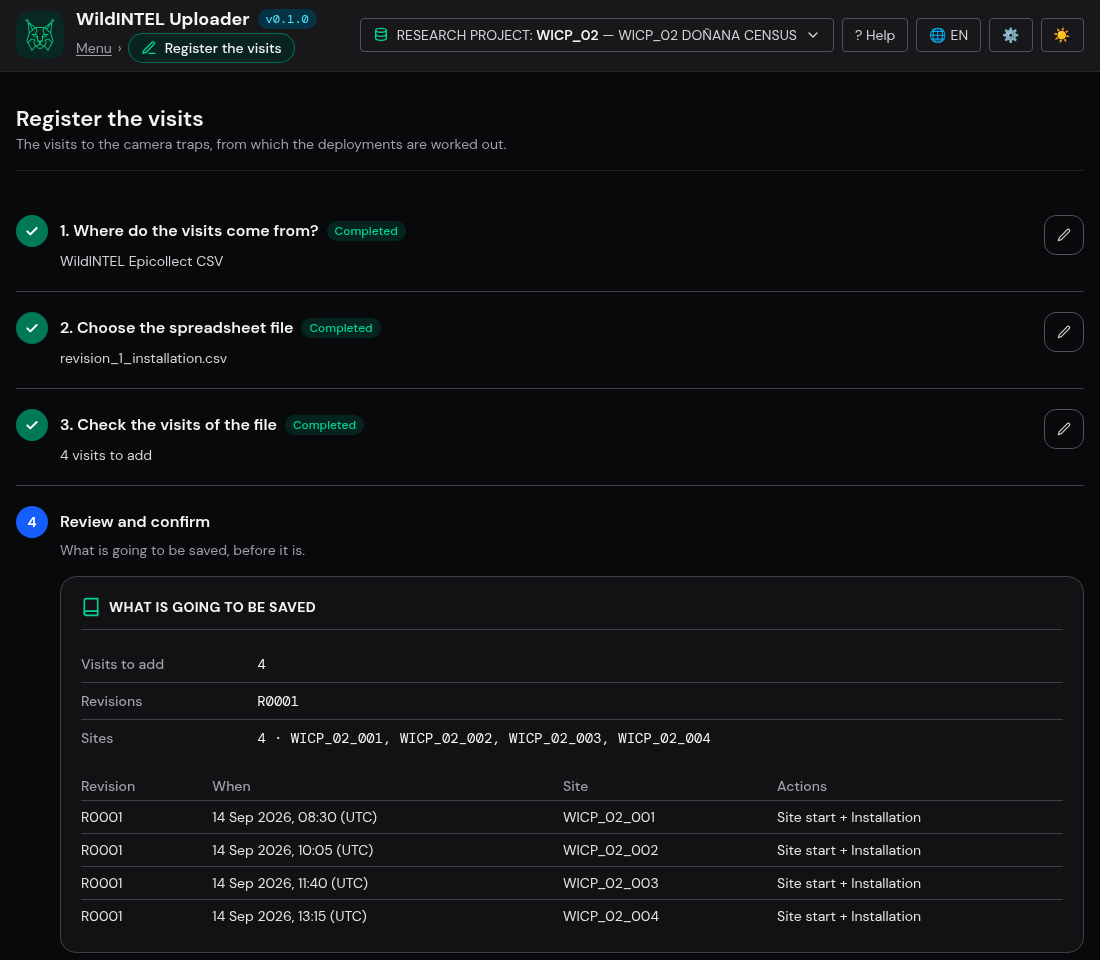 WildINTEL Uploader v0.1.0
Menu › Register the visits
RESEARCH PROJECT: WICP_02 — WICP_02 DOÑANA CENSUS
? Help
EN
Register the visits
The visits to the camera traps, from which the deployments are worked out.
1. Where do the visits come from? Completed
WildINTEL Epicollect CSV
2. Choose the spreadsheet file Completed
revision_1_installation.csv
3. Check the visits of the file Completed
4 visits to add
4 Review and confirm
What is going to be saved, before it is.
WHAT IS GOING TO BE SAVED
Visits to add 4
Revisions R0001
Sites 4 · WICP_02_001, WICP_02_002, WICP_02_003, WICP_02_004
Revision When Site Actions
R0001 14 Sep 2026, 08:30 (UTC) WICP_02_001 Site start + Installation
R0001 14 Sep 2026, 10:05 (UTC) WICP_02_002 Site start + Installation
R0001 14 Sep 2026, 11:40 (UTC) WICP_02_003 Site start + Installation
R0001 14 Sep 2026, 13:15 (UTC) WICP_02_004 Site start + Installation